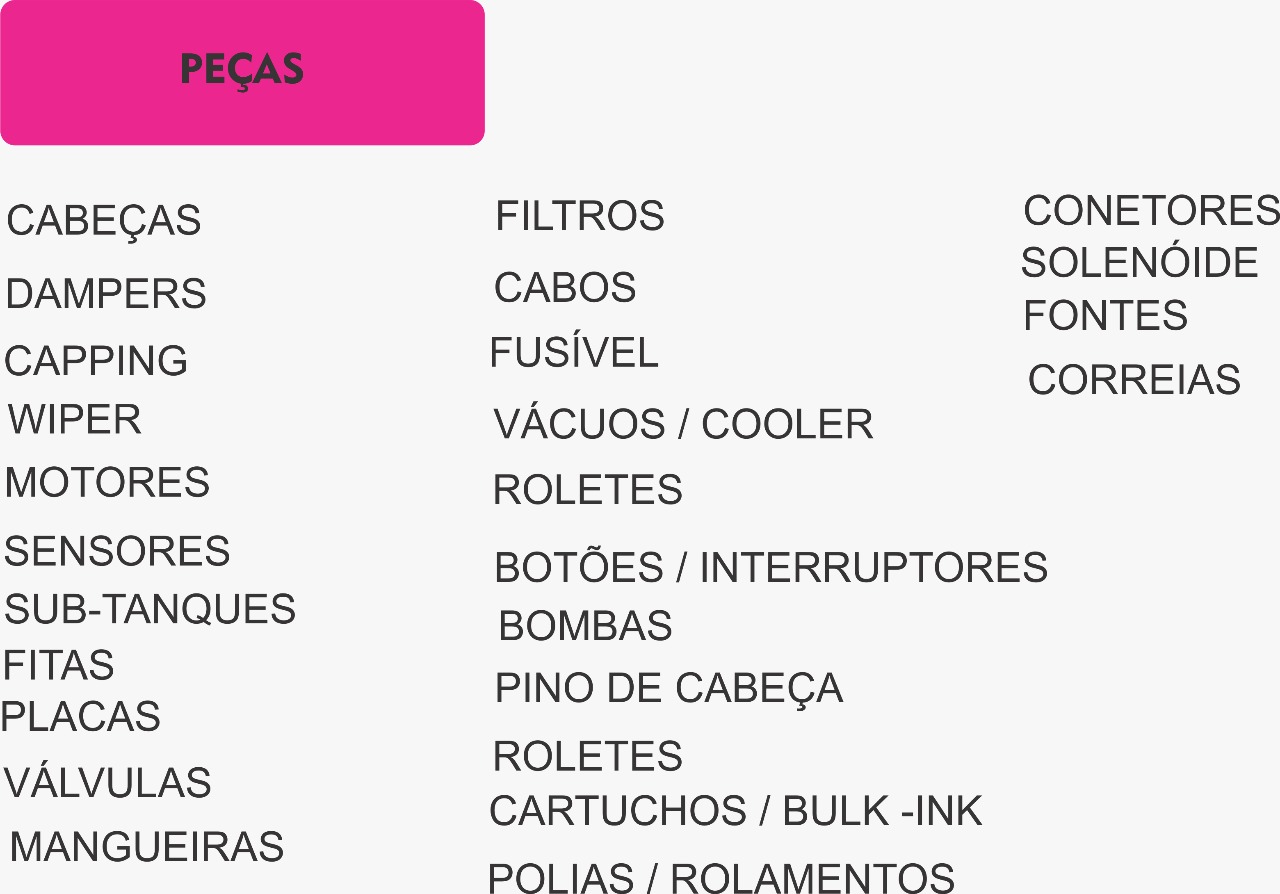 PEÇAS
CABEÇAS
DAMPERS
CAPPING
WIPER
MOTORES
SENSORES
SUB-TANQUES
FITAS
PLACAS
VÁLVULAS
MANGUEIRAS
FILTROS
CABOS
FUSÍVEL
VÁCUOS / COOLER
ROLETES
BOTÕES / INTERRUPTORES
BOMBAS
PINO DE CABEÇA
ROLETES
CARTUCHOS / BULK -INK
POLIAS / ROLAMENTOS
CONETORES
SOLENÓIDE
FONTES
CORREIAS